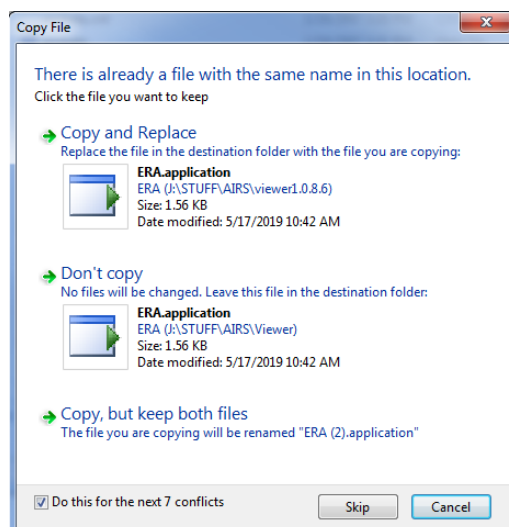 Copy File
There is already a file with the same name in this location.
Click the file you want to keep
Copy and Replace
Replace the file in the destination folder with the file you are copying:
ERA.application
ERA (J:\STUFF\AIRS\viewer1.0.8.6)
Size: 1.56 KB
Date modified: 5/17/2019 10:42 AM
Don't copy
No files will be changed. Leave this file in the destination folder:
ERA.application
ERA (J:\STUFF\AIRS\Viewer)
Size: 1.56 KB
Date modified: 5/17/2019 10:42 AM
Copy, but keep both files
The file you are copying will be renamed "ERA (2).application"
Do this for the next 7 conflicts
Skip
Cancel